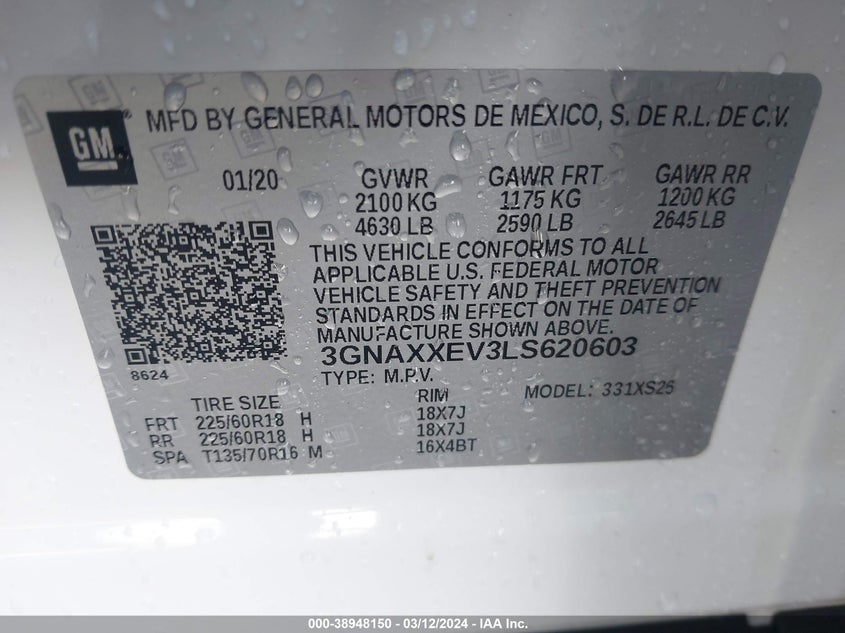 GM
MFD BY GENERAL MOTORS DE MEXICO, S. DE R.L. DE C.V.
01/20 GVWR GAWR FRT GAWR RR
2100 KG 1175 KG 1200 KG
4630 LB 2590 LB 2645 LB
THIS VEHICLE CONFORMS TO ALL
APPLICABLE U.S. FEDERAL MOTOR
VEHICLE SAFETY AND THEFT PREVENTION
STANDARDS IN EFFECT ON THE DATE OF
MANUFACTURE SHOWN ABOVE.
3GNAXXEV3LS620603
8624
TYPE: M.P.V. MODEL: 331XS26
TIRE SIZE RIM
FRT 225/60R18 H 18X7J
RR 225/60R18 H 18X7J
SPA T135/70R16 M 16X4BT
000-38948150 - 03/12/2024 - IAA Inc.